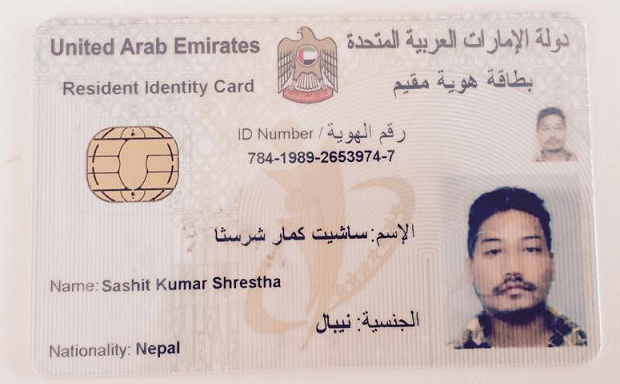 United Arab Emirates
دولة الإمارات العربية المتحدة
Resident Identity Card
بطاقة هوية مقيم
ID Number / رقم الهوية
784-1989-2653974-7
الإسم: ساشيت كمار شرستا
Name: Sashit Kumar Shrestha
الجنسية: نيبال
Nationality: Nepal